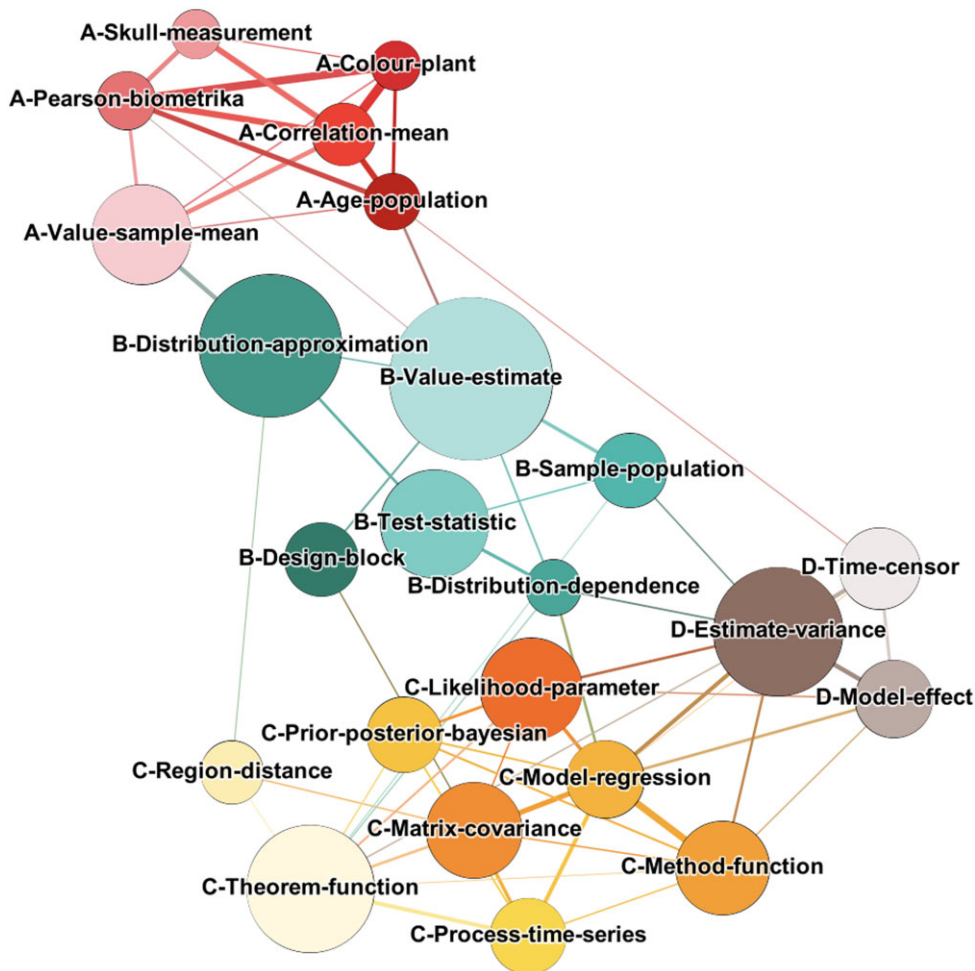 A-Skull-measurement
A-Colour-plant
A-Pearson-biometrika
A-Correlation-mean
A-Age-population
A-Value-sample-mean
B-Distribution-approximation
B-Value-estimate
B-Sample-population
B-Test-statistic
B-Design-block
D-Time-censor
B-Distribution-dependence
D-Estimate-variance
C-Likelihood-parameter
D-Model-effect
C-Prior-posterior-bayesian
C-Region-distance
C-Model-regression
C-Matrix-covariance
C-Method-function
C-Theorem-function
C-Process-time-series